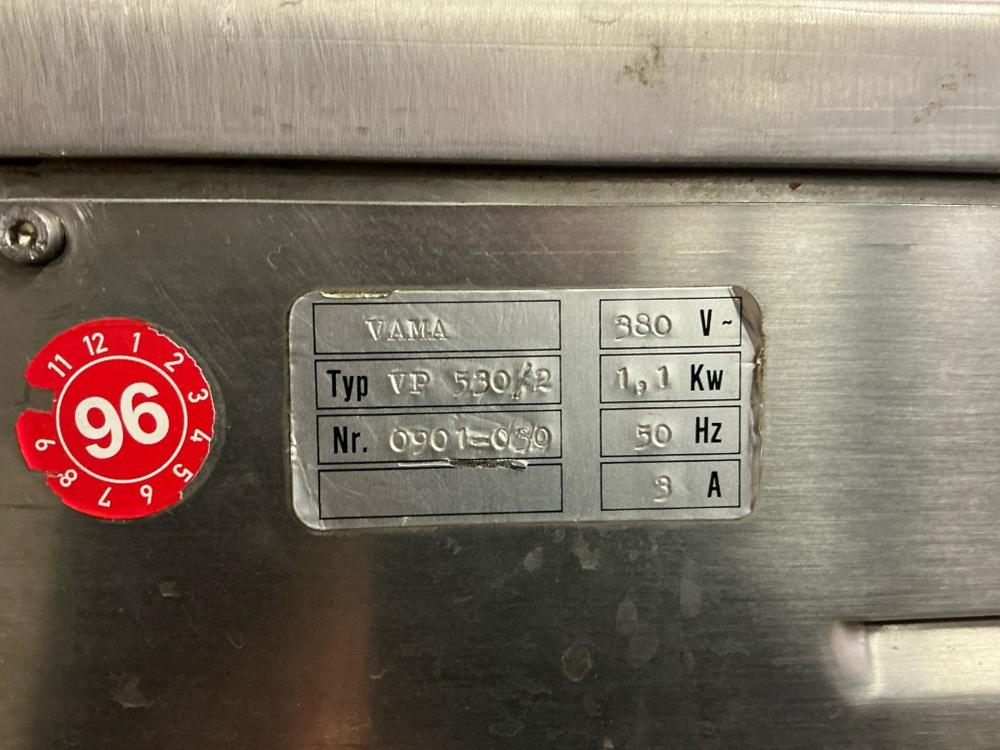 VAMA
Typ VP 530/2
Nr. 0901-030
380 V~
1,1 Kw
50 Hz
3 A
96
12 1 2 3 4 5 6 7 8 9 11